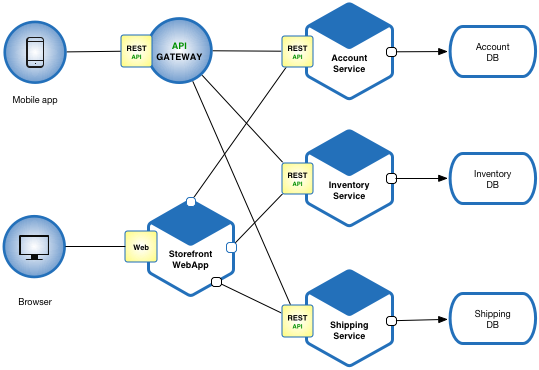 REST
API
API
GATEWAY
REST
API
Account
Service
Account
DB
Mobile app
REST
API
Inventory
Service
Inventory
DB
Web
Storefront
WebApp
Browser
REST
API
Shipping
Service
Shipping
DB